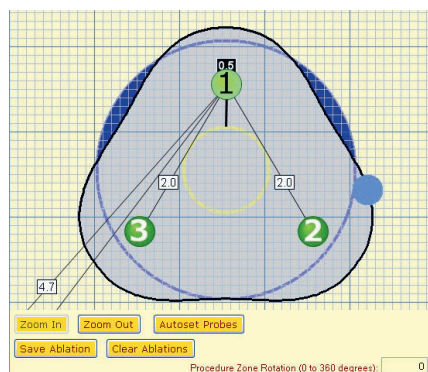 0.5
1
2.0 2.0
3 2
4.7
Zoom In Zoom Out Autoset Probes
Save Ablation Clear Ablations
Procedure Zone Rotation (0 to 360 degrees): 0